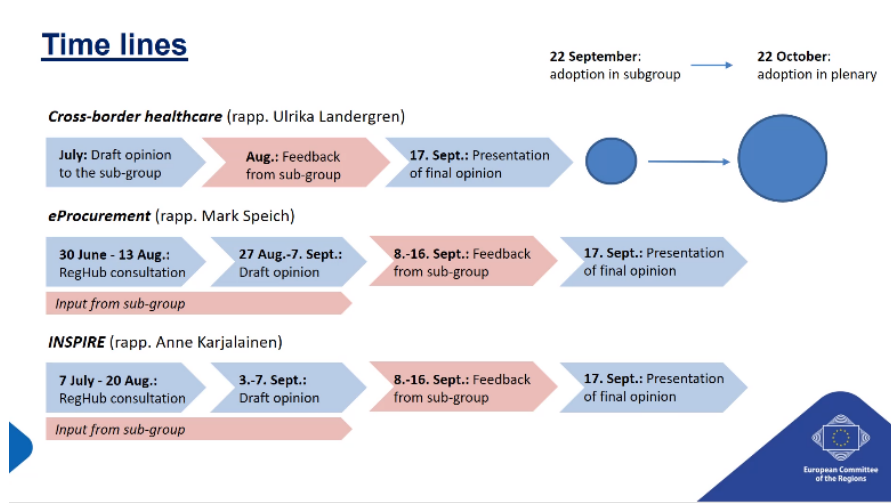 Time lines
22 September:
adoption in subgroup
22 October:
adoption in plenary
Cross-border healthcare (rapp. Ulrika Landergren)
July: Draft opinion
to the sub-group
Aug.: Feedback
from sub-group
17. Sept.: Presentation
of final opinion
eProcurement (rapp. Mark Speich)
30 June - 13 Aug.:
RegHub consultation
27 Aug.-7. Sept.:
Draft opinion
8.-16. Sept.: Feedback
from sub-group
17. Sept.: Presentation
of final opinion
Input from sub-group
INSPIRE (rapp. Anne Karjalainen)
7 July - 20 Aug.:
RegHub consultation
3.-7. Sept.:
Draft opinion
8.-16. Sept.: Feedback
from sub-group
17. Sept.: Presentation
of final opinion
Input from sub-group
European Committee
of the Regions